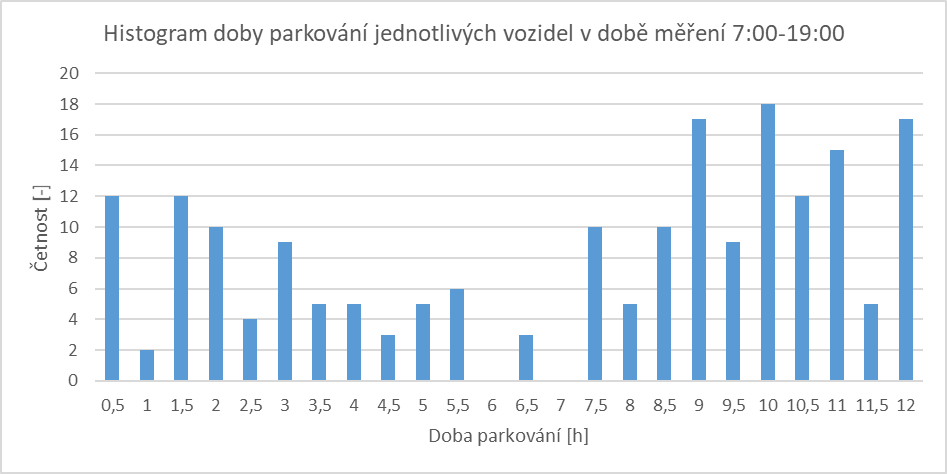 Histogram doby parkování jednotlivých vozidel v době měření 7:00-19:00
20
18
16
14
12
10
8
6
4
2
0
Četnost [-]
0,5 1 1,5 2 2,5 3 3,5 4 4,5 5 5,5 6 6,5 7 7,5 8 8,5 9 9,5 10 10,5 11 11,5 12
Doba parkování [h]